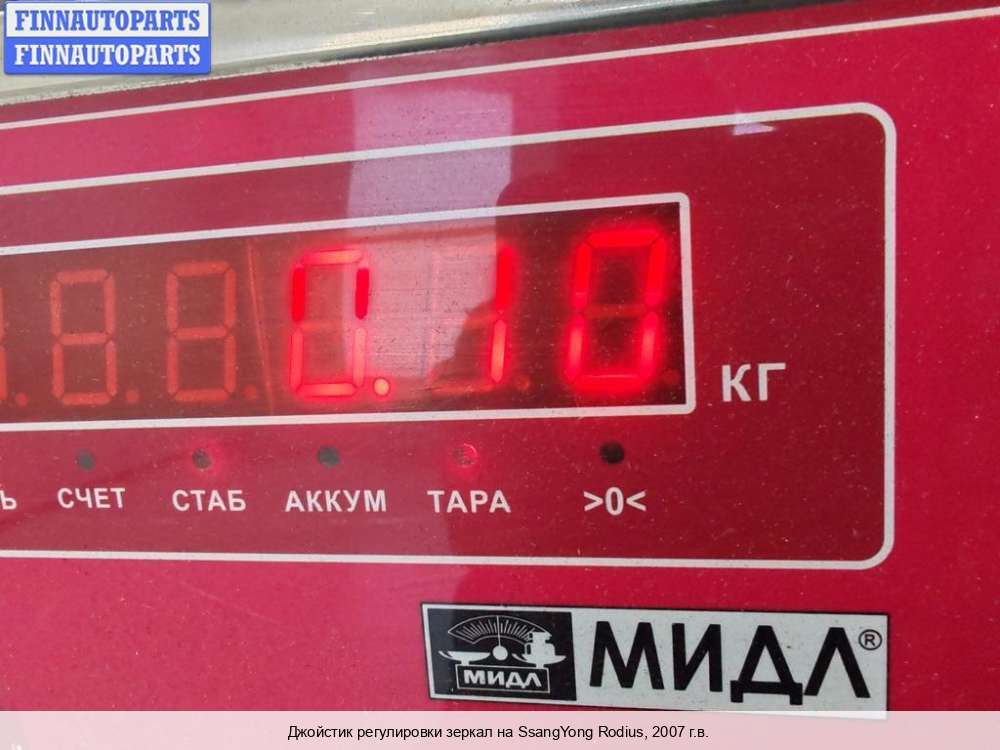 FINNAUTOPARTS
FINNAUTOPARTS
0.10
КГ
Ь СЧЕТ СТАБ АККУМ ТАРА >0<
МИДЛ
МИДЛ®
Джойстик регулировки зеркал на SsangYong Rodius, 2007 г.в.